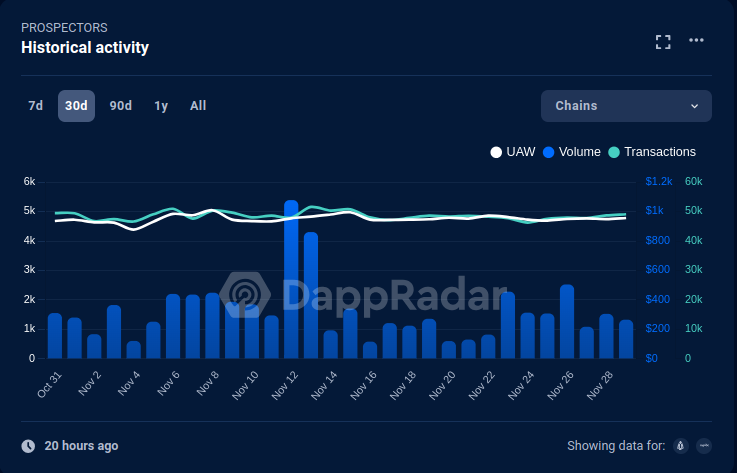 PROSPECTORS
Historical activity
7d 30d 90d 1y All
Chains
UAW Volume Transactions
6k $1.2k 60k
5k $1k 50k
4k $800 40k
3k $600 30k
2k $400 20k
1k $200 10k
0 $0 0
DappRadar
Oct 31 Nov 2 Nov 4 Nov 6 Nov 8 Nov 10 Nov 12 Nov 14 Nov 16 Nov 18 Nov 20 Nov 22 Nov 24 Nov 26 Nov 28
20 hours ago
Showing data for: